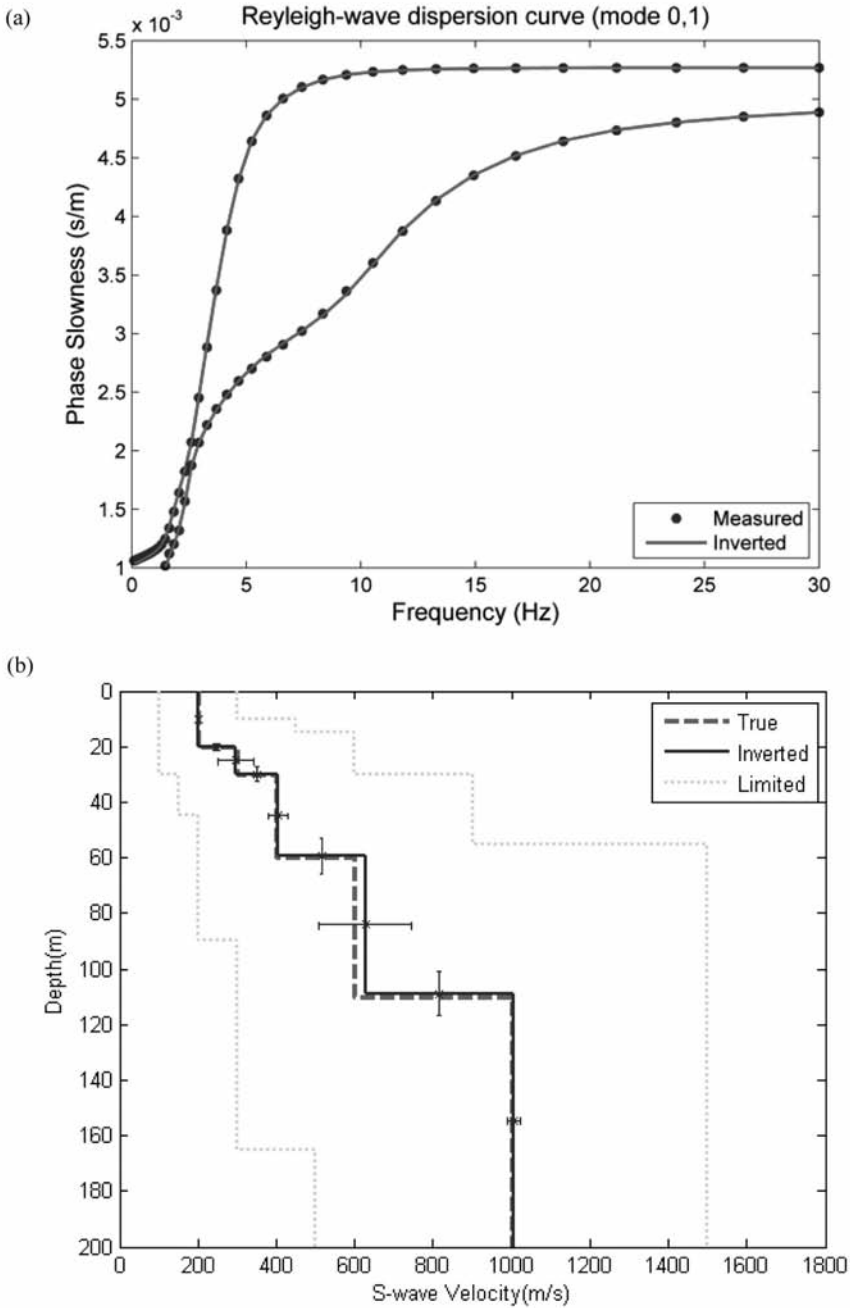 (a)
Reyleigh-wave dispersion curve (mode 0,1)
x 10⁻³
5.5
5
4.5
4
3.5
3
2.5
2
1.5
1
Phase Slowness (s/m)
Measured
Inverted
0 5 10 15 20 25 30
Frequency (Hz)
(b)
0
20
40
60
80
100
120
140
160
180
200
Depth(m)
True
Inverted
Limited
0 200 400 600 800 1000 1200 1400 1600 1800
S-wave Velocity(m/s)